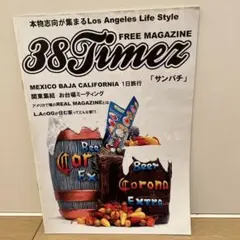 本物志向が集まるLos Angeles Life Style
FREE MAGAZINE
38Timez
「サンパチ」
MEXICO BAJA CALIFORNIA 1日旅行
関東集結 お台場ミーティング
アメリカで噂のREAL MAGAZINEとは
L.AのOGが住む家ってどんな家!?
Beer
Corona
Extra
Beer
Corona
EXTRA